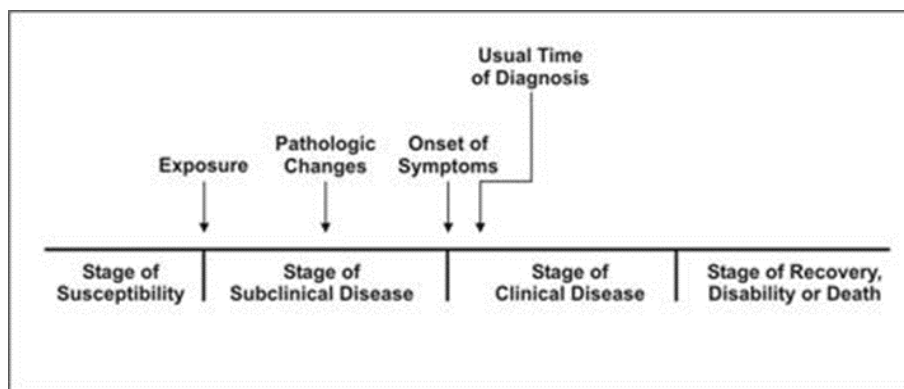 Usual Time
of Diagnosis
Pathologic
Changes
Onset of
Symptoms
Exposure
Stage of
Susceptibility
Stage of
Subclinical Disease
Stage of
Clinical Disease
Stage of Recovery,
Disability or Death